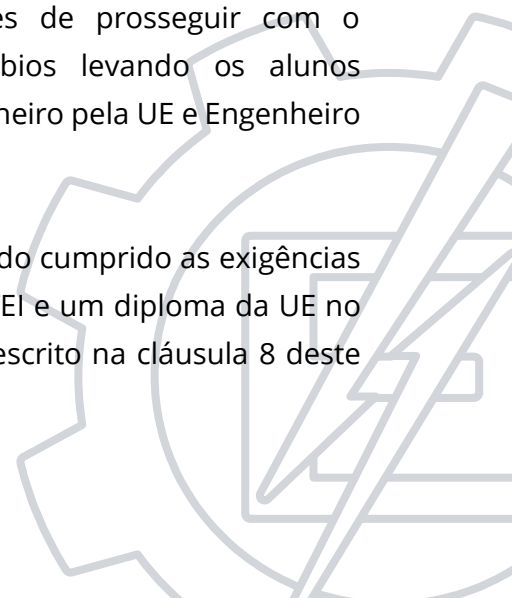 es de prosseguir com o
bios levando os alunos
heiro pela UE e Engenheiro
do cumprido as exigências
EI e um diploma da UE no
escrito na cláusula 8 deste